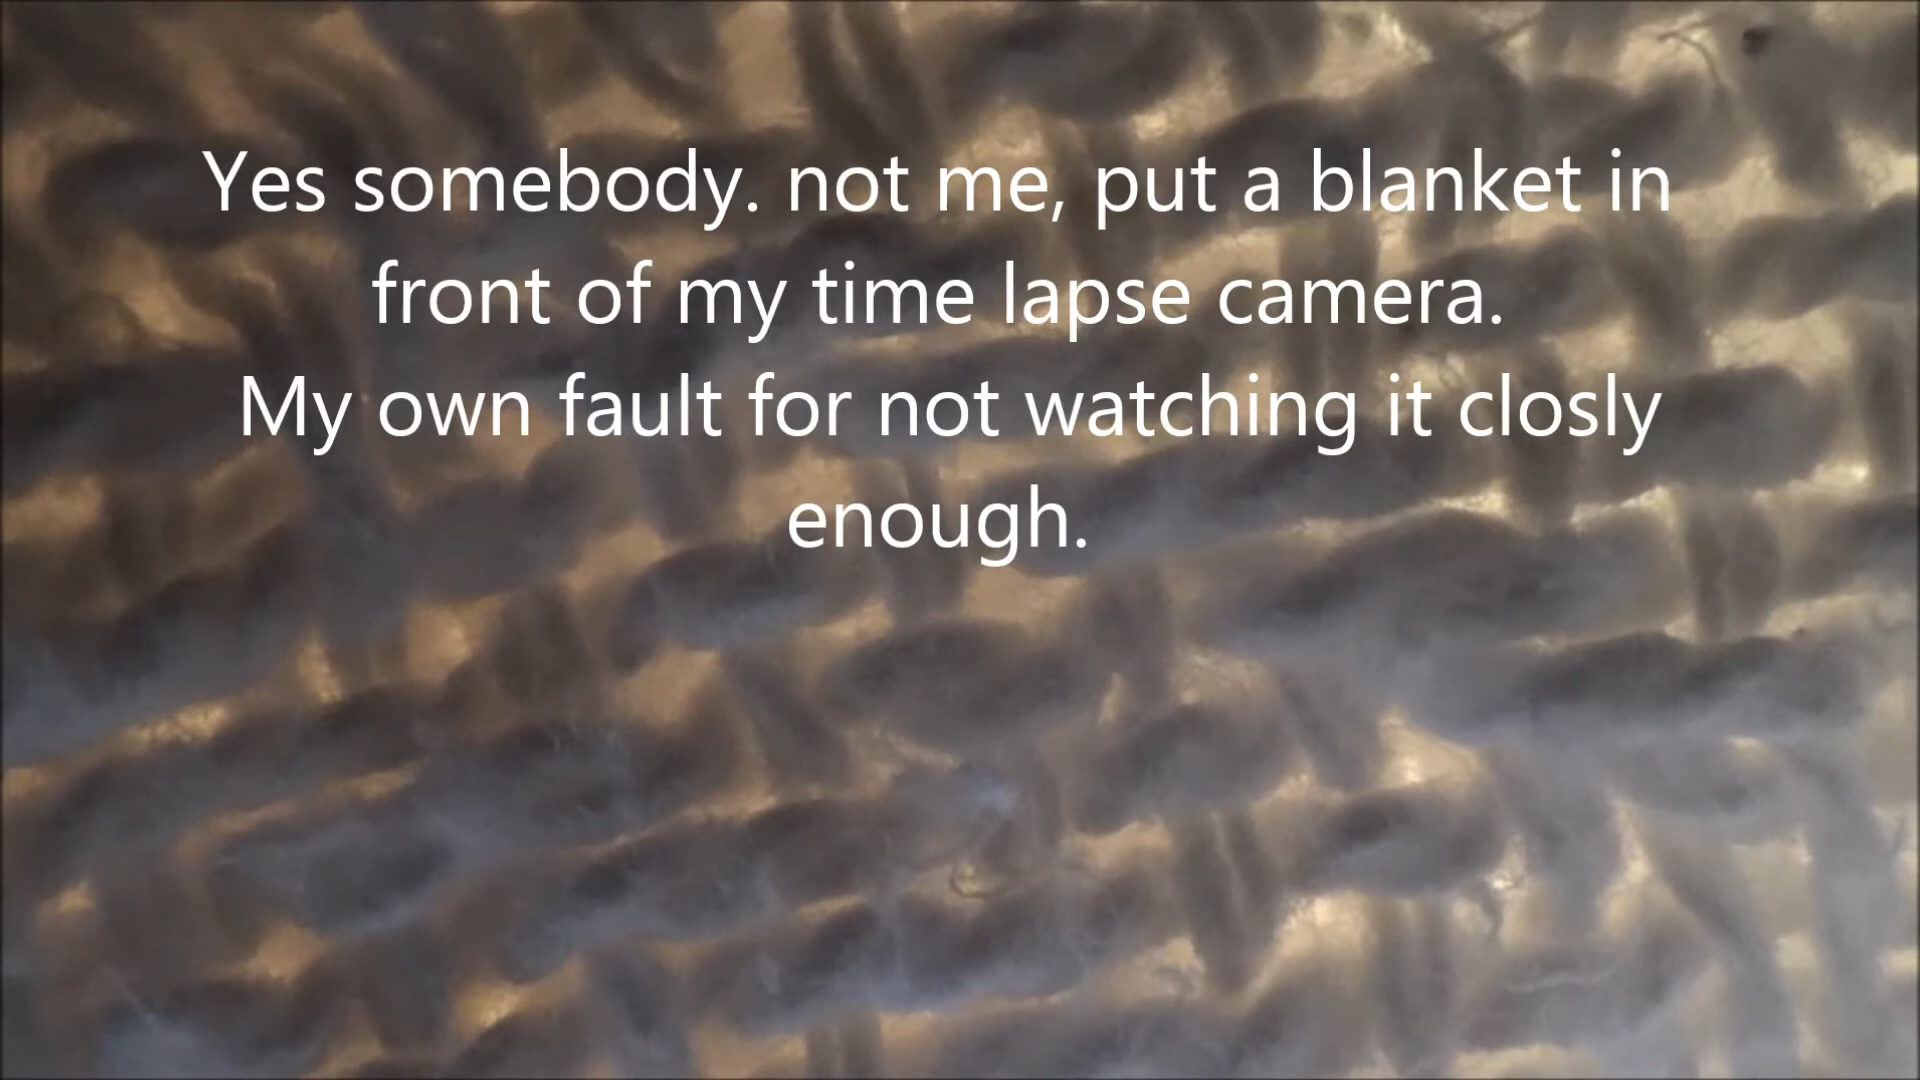 Yes somebody. not me, put a blanket in
front of my time lapse camera.
My own fault for not watching it closly
enough.